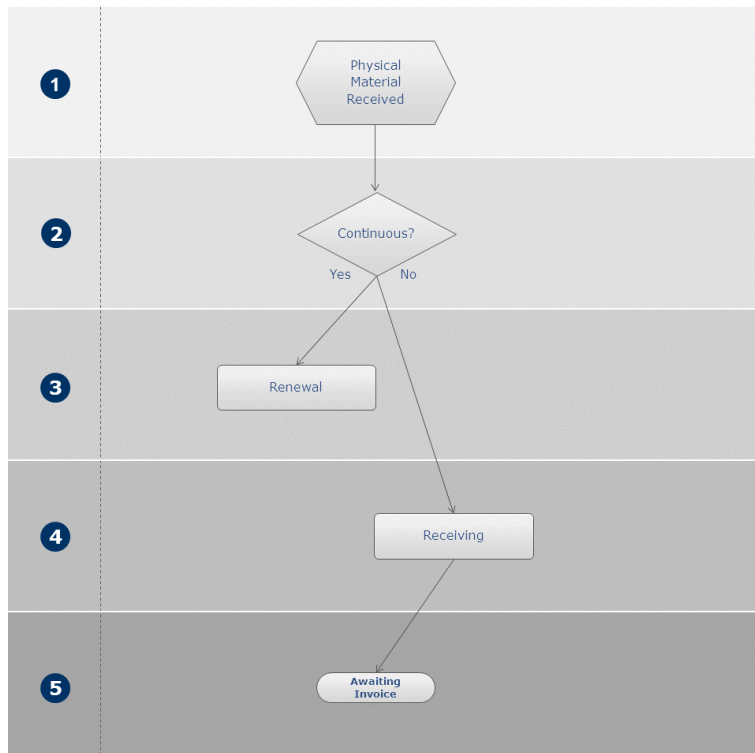 1
Physical
Material
Received
2
Continuous?
Yes No
3
Renewal
4
Receiving
5
Awaiting
Invoice